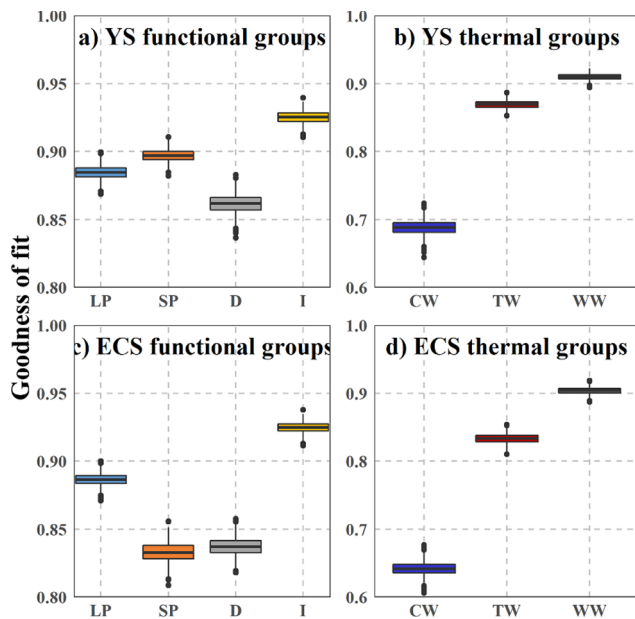 Goodness of fit
a) YS functional groups
1.00
0.95
0.90
0.85
0.80
LP SP D I
b) YS thermal groups
1.0
0.9
0.8
0.7
0.6
CW TW WW
c) ECS functional groups
1.00
0.95
0.90
0.85
0.80
LP SP D I
d) ECS thermal groups
1.0
0.9
0.8
0.7
0.6
CW TW WW